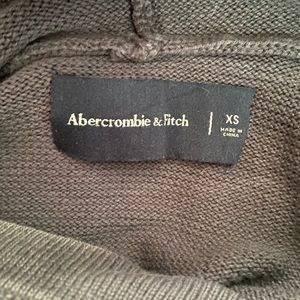 Abercrombie & Fitch
XS
MADE IN
CHINA